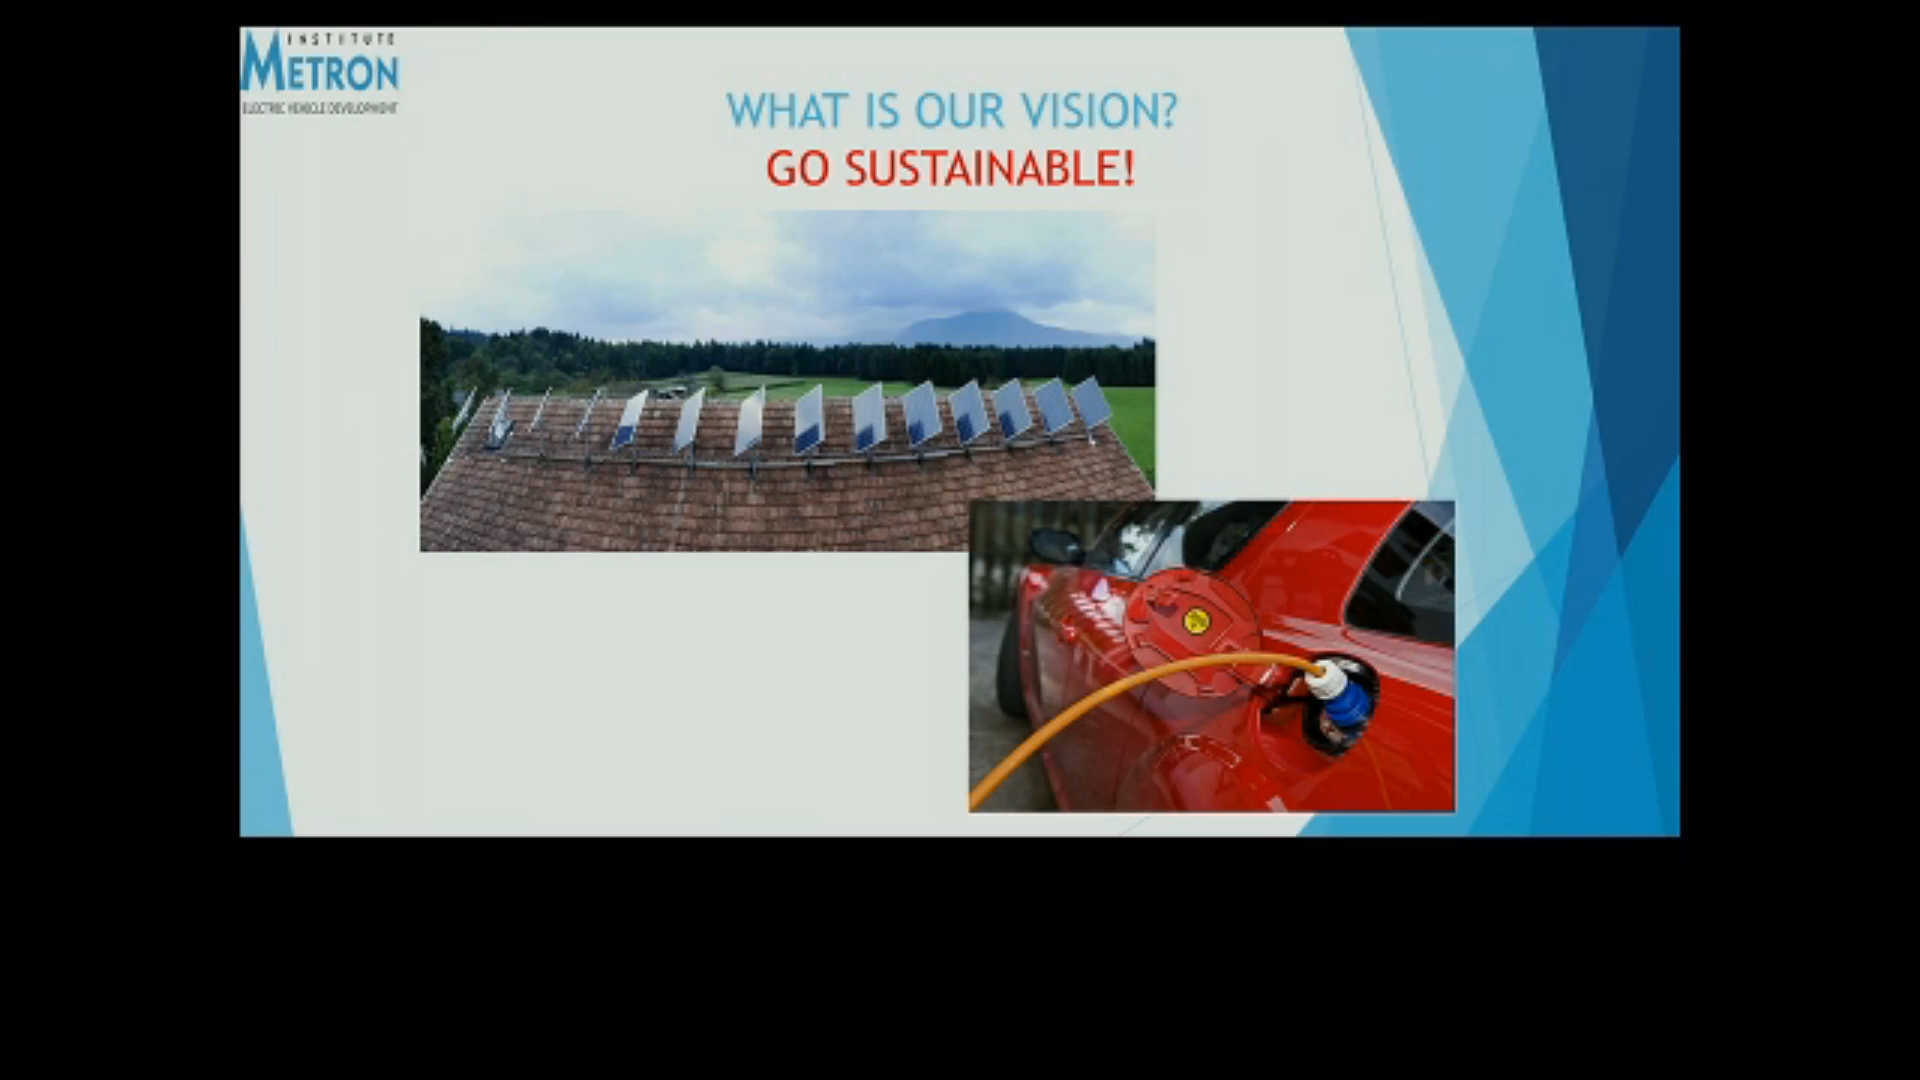 INSTITUTE
METRON
ELECTRIC VEHICLE DEVELOPMENT
WHAT IS OUR VISION?
GO SUSTAINABLE!